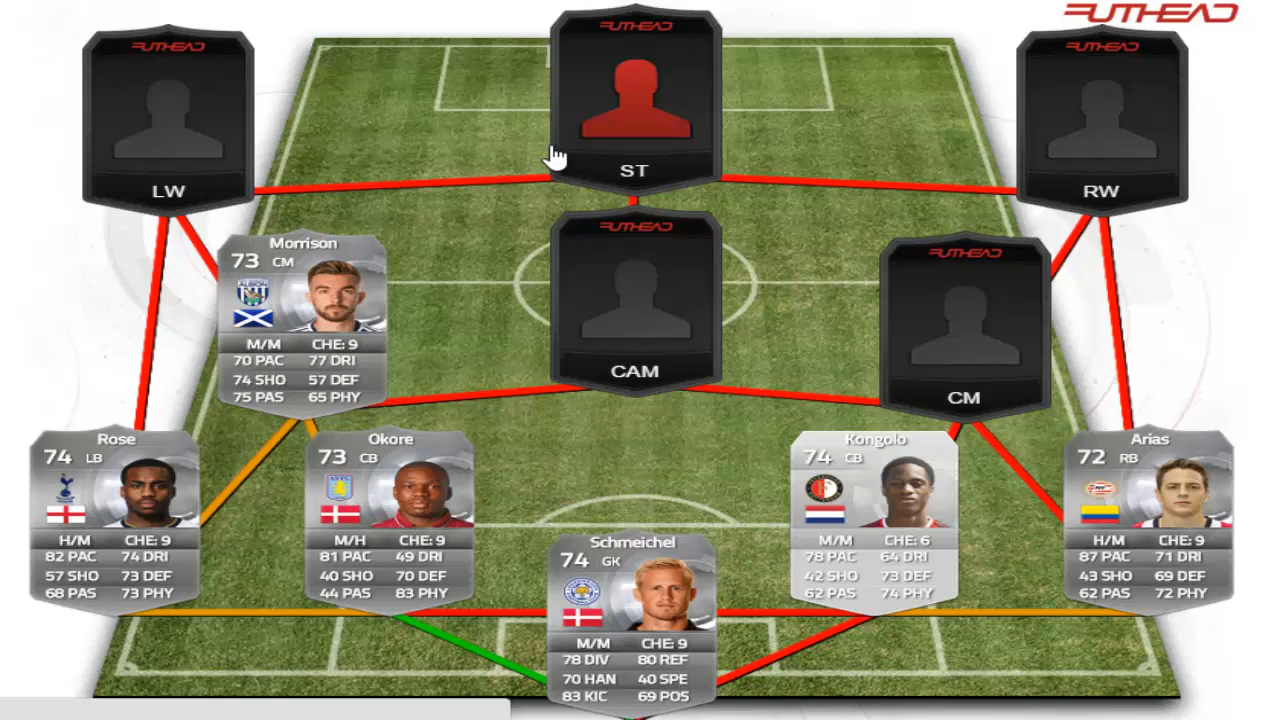 FUTHEAD
FUTHEAD
LW
FUTHEAD
ST
FUTHEAD
RW
Morrison
73 CM
ALBION
M/M CHE: 9
70 PAC 77 DRI
74 SHO 57 DEF
75 PAS 65 PHY
FUTHEAD
CAM
FUTHEAD
CM
Rose
74 LB
H/M CHE: 9
82 PAC 74 DRI
57 SHO 73 DEF
68 PAS 73 PHY
Okore
73 CB
AVFC
M/H CHE: 9
81 PAC 49 DRI
40 SHO 70 DEF
44 PAS 83 PHY
Schmeichel
74 GK
M/M CHE: 9
78 DIV 80 REF
70 HAN 40 SPE
83 KIC 69 POS
Kongolo
74 CB
M/M CHE: 6
78 PAC 64 DRI
42 SHO 73 DEF
62 PAS 74 PHY
Arias
72 RB
PSV
H/M CHE: 9
87 PAC 71 DRI
43 SHO 69 DEF
62 PAS 72 PHY